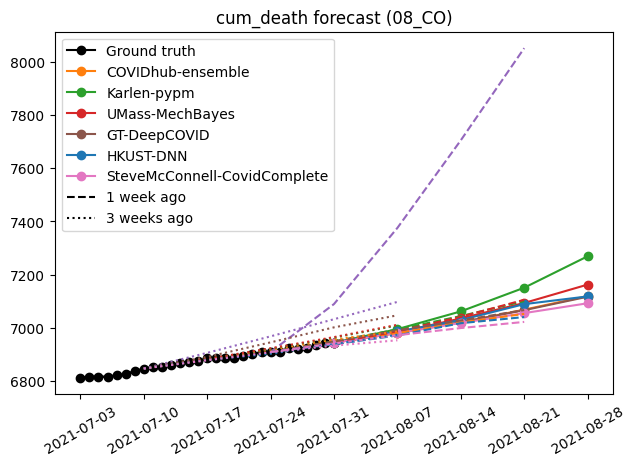 cum_death forecast (08_CO)
Ground truth
COVIDhub-ensemble
Karlen-pypm
UMass-MechBayes
GT-DeepCOVID
HKUST-DNN
SteveMcConnell-CovidComplete
1 week ago
3 weeks ago
8000
7800
7600
7400
7200
7000
6800
2021-07-03
2021-07-10
2021-07-17
2021-07-24
2021-07-31
2021-08-07
2021-08-14
2021-08-21
2021-08-28